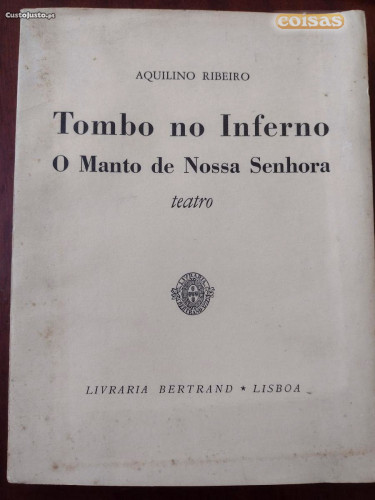 CustoJusto.pt
coisas
AQUILINO RIBEIRO
Tombo no Inferno
O Manto de Nossa Senhora
teatro
LIVRARIA BERTRAND * LISBOA